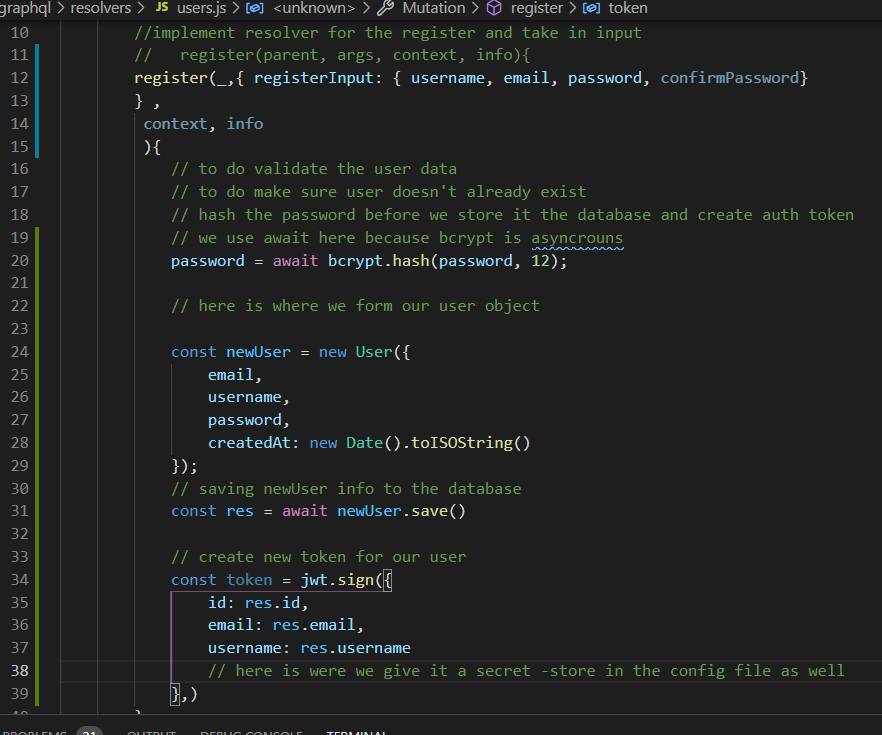 graphql > resolvers > JS users.js > <unknown> > Mutation > register > token
10 //implement resolver for the register and take in input
11 //   register(parent, args, context, info){
12 register(_,{ registerInput: { username, email, password, confirmPassword}
13 } ,
14 context, info
15 ){
16 // to do validate the user data
17 // to do make sure user doesn't already exist
18 // hash the password before we store it the database and create auth token
19 // we use await here because bcrypt is asyncrouns
20 password = await bcrypt.hash(password, 12);
21
22 // here is where we form our user object
23
24 const newUser = new User({
25 email,
26 username,
27 password,
28 createdAt: new Date().toISOString()
29 });
30 // saving newUser info to the database
31 const res = await newUser.save()
32
33 // create new token for our user
34 const token = jwt.sign({
35 id: res.id,
36 email: res.email,
37 username: res.username
38 // here is were we give it a secret -store in the config file as well
39 },)
40 }
PROBLEMS 21 OUTPUT DEBUG CONSOLE TERMINAL